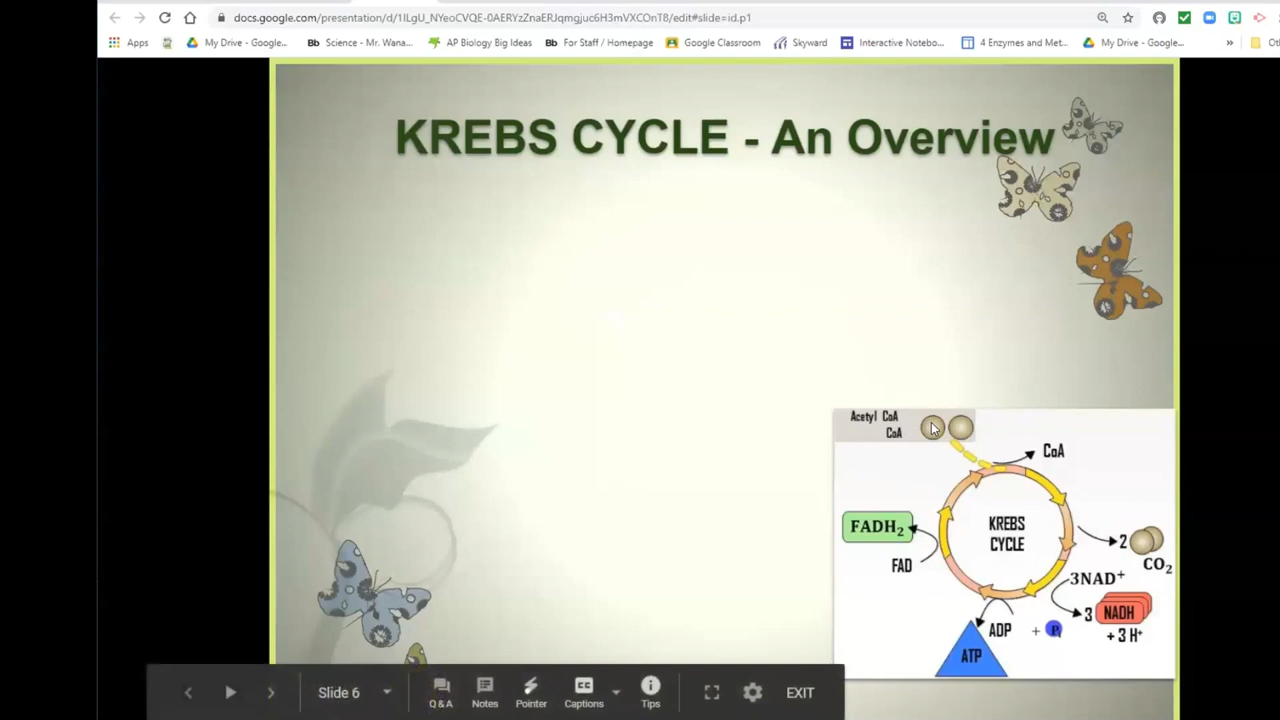 docs.google.com/presentation/d/1ILgU_NYeoCVQE-0AERYzZnaERJqmgjuc6H3mVXCOnT8/edit#slide=id.p1
Apps My Drive - Google... Bb Science - Mr. Wana... AP Biology Big Ideas Bb For Staff / Homepage Google Classroom Skyward Interactive Notebo... 4 Enzymes and Met... My Drive - Google... »
KREBS CYCLE - An Overview
Acetyl CoA
CoA
CoA
KREBS
CYCLE
FADH₂
FAD
2
CO₂
3NAD⁺
3 NADH
+ 3 H⁺
ADP + P
ATP
Slide 6 Q&A Notes Pointer Captions Tips EXIT